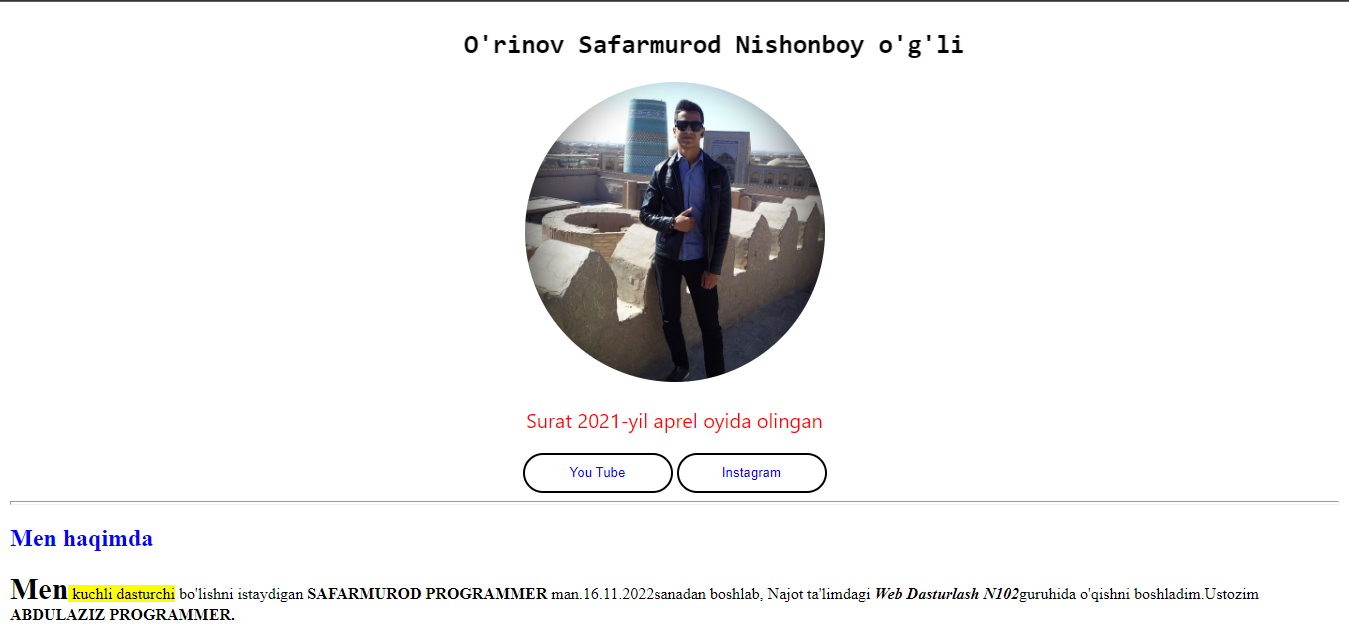 O'rinov Safarmurod Nishonboy o'g'li
Surat 2021-yil aprel oyida olingan
You Tube
Instagram
Men haqimda
Men kuchli dasturchi bo'lishni istaydigan SAFARMUROD PROGRAMMER man.16.11.2022sanadan boshlab, Najot ta'limdagi Web Dasturlash N102guruhida o'qishni boshladim.Ustozim
ABDULAZIZ PROGRAMMER.